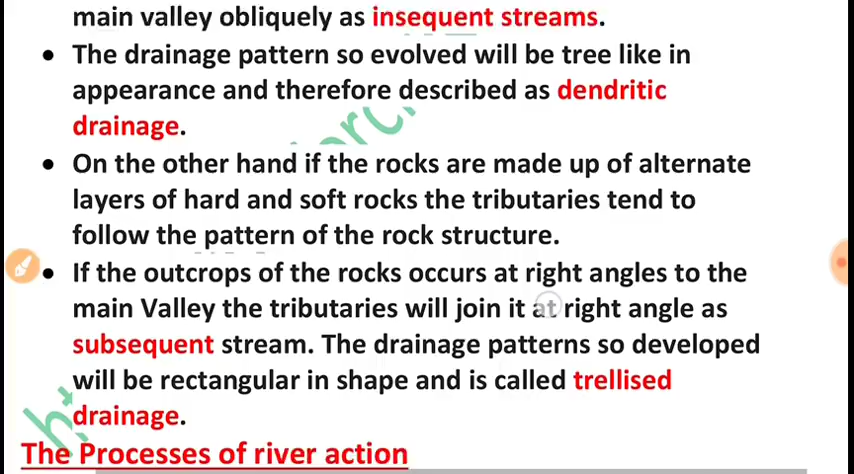 main valley obliquely as insequent streams.
• The drainage pattern so evolved will be tree like in
appearance and therefore described as dendritic
drainage.
• On the other hand if the rocks are made up of alternate
layers of hard and soft rocks the tributaries tend to
follow the pattern of the rock structure.
• If the outcrops of the rocks occurs at right angles to the
main Valley the tributaries will join it at right angle as
subsequent stream. The drainage patterns so developed
will be rectangular in shape and is called trellised
drainage.
The Processes of river action